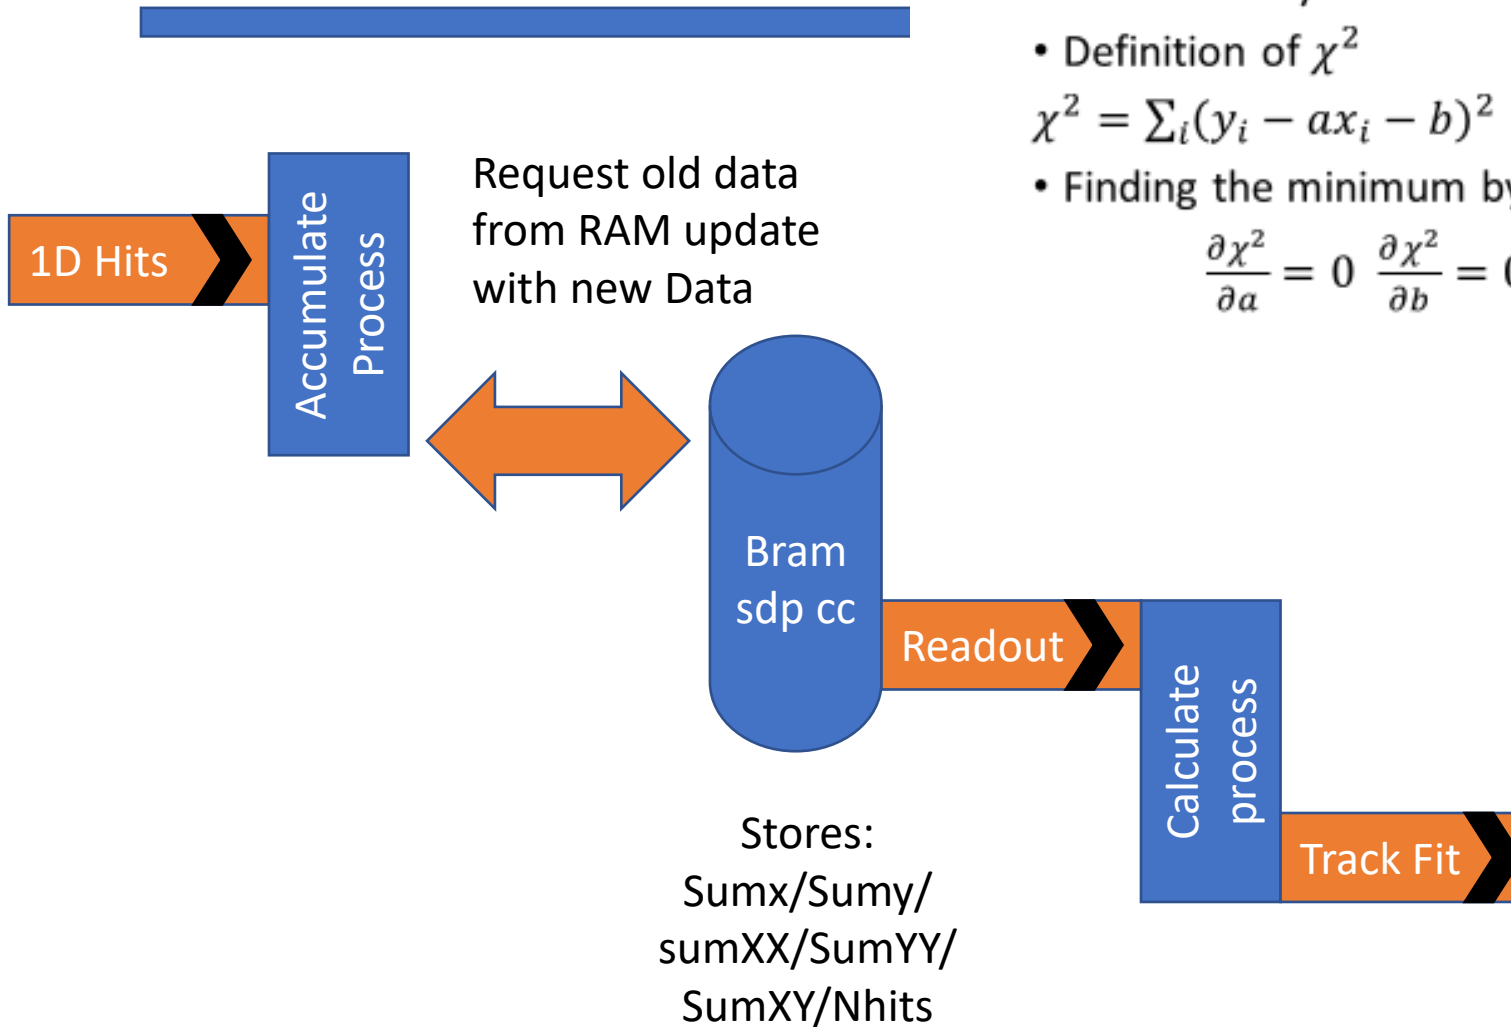 • Definition of χ²
χ² = ∑ᵢ(yᵢ − axᵢ − b)²
• Finding the minimum by
∂χ²/∂a = 0 ∂χ²/∂b =
Request old data
from RAM update
with new Data
1D Hits
Accumulate
Process
Bram
sdp cc
Readout
Calculate
process
Track Fit
Stores:
Sumx/Sumy/
sumXX/SumYY/
SumXY/Nhits